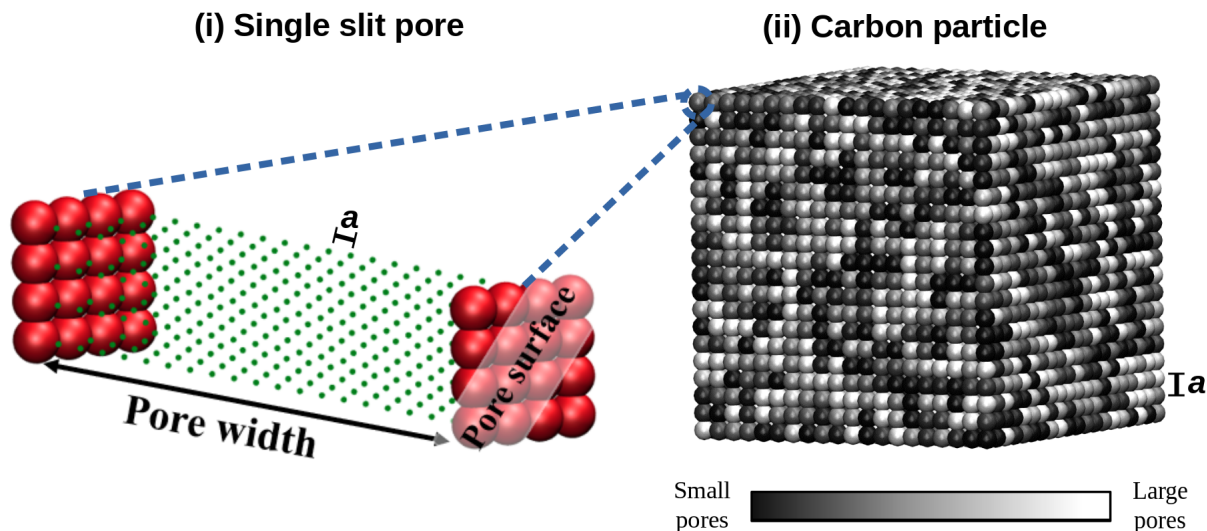 (i) Single slit pore
(ii) Carbon particle
a
Pore width
Pore surface
a
Small pores
Large pores